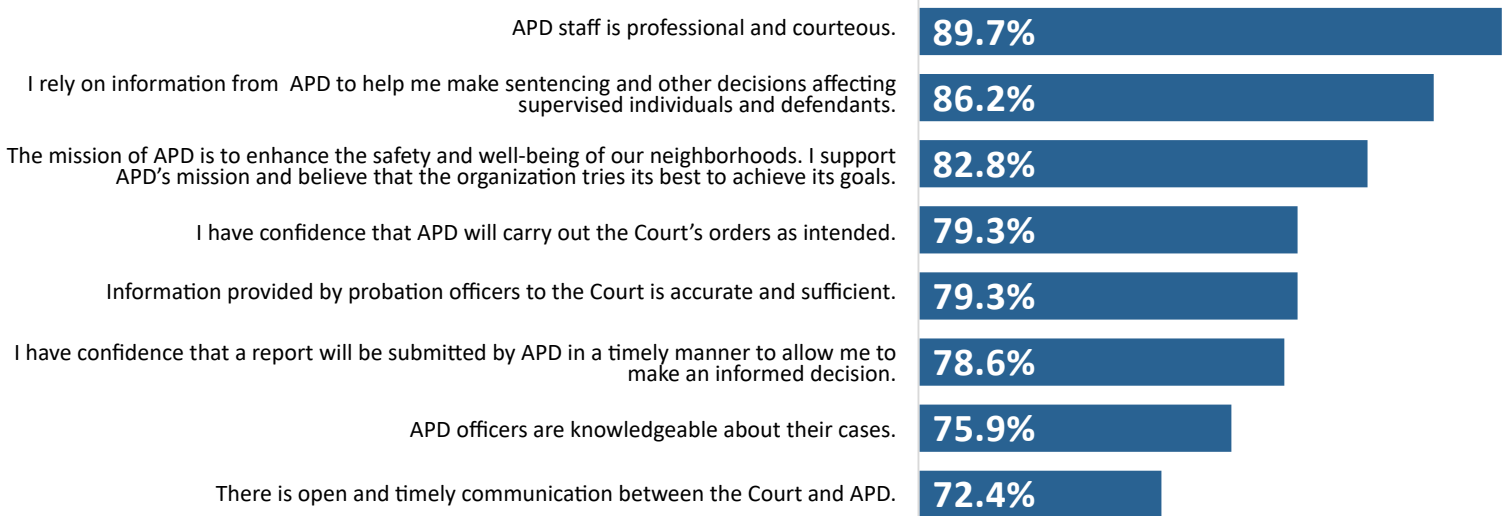 APD staff is professional and courteous.
89.7%
I rely on information from  APD to help me make sentencing and other decisions affecting
supervised individuals and defendants.
86.2%
The mission of APD is to enhance the safety and well-being of our neighborhoods. I support
APD’s mission and believe that the organization tries its best to achieve its goals.
82.8%
I have confidence that APD will carry out the Court’s orders as intended.
79.3%
Information provided by probation officers to the Court is accurate and sufficient.
79.3%
I have confidence that a report will be submitted by APD in a timely manner to allow me to
make an informed decision.
78.6%
APD officers are knowledgeable about their cases.
75.9%
There is open and timely communication between the Court and APD.
72.4%